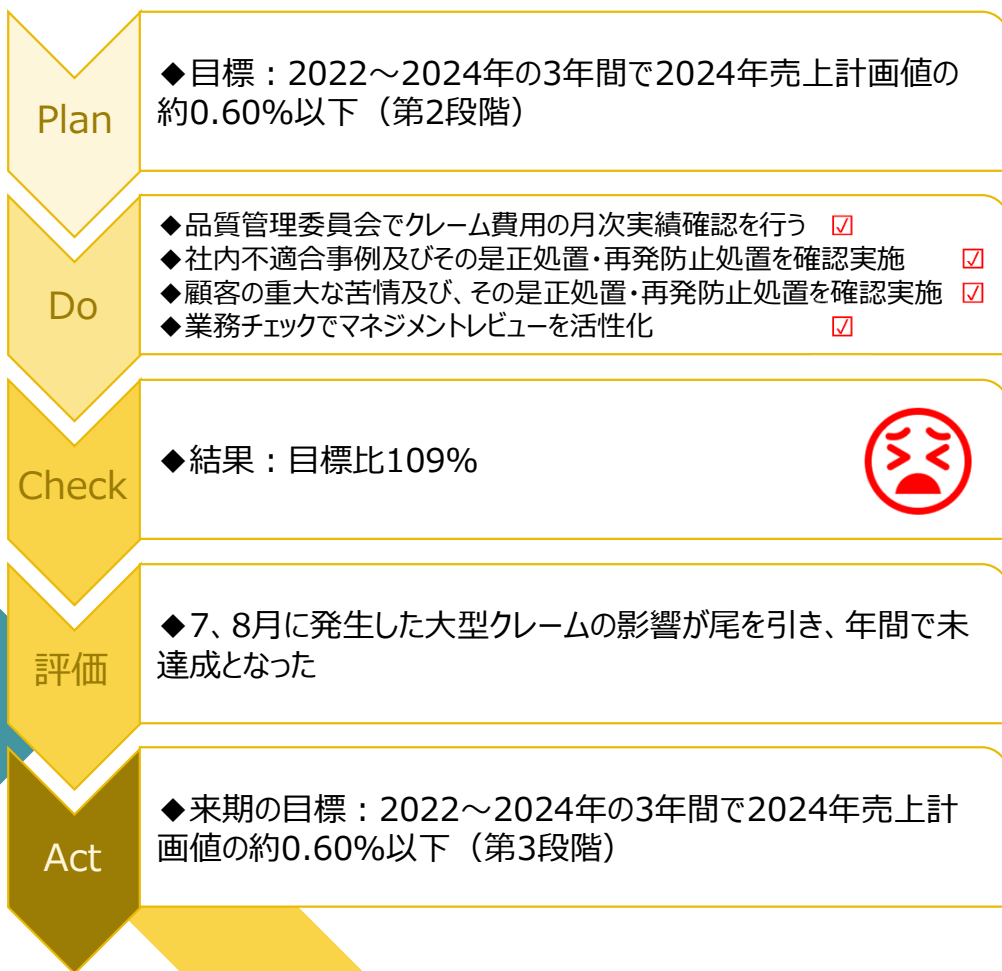 Plan
◆目標：2022～2024年の3年間で2024年売上計画値の
約0.60%以下（第2段階）
Do
◆品質管理委員会でクレーム費用の月次実績確認を行う ☑
◆社内不適合事例及びその是正処置・再発防止処置を確認実施 ☑
◆顧客の重大な苦情及び、その是正処置・再発防止処置を確認実施 ☑
◆業務チェックでマネジメントレビューを活性化 ☑
Check
◆結果：目標比109%
評価
◆7、8月に発生した大型クレームの影響が尾を引き、年間で未
達成となった
Act
◆来期の目標：2022～2024年の3年間で2024年売上計
画値の約0.60%以下（第3段階）